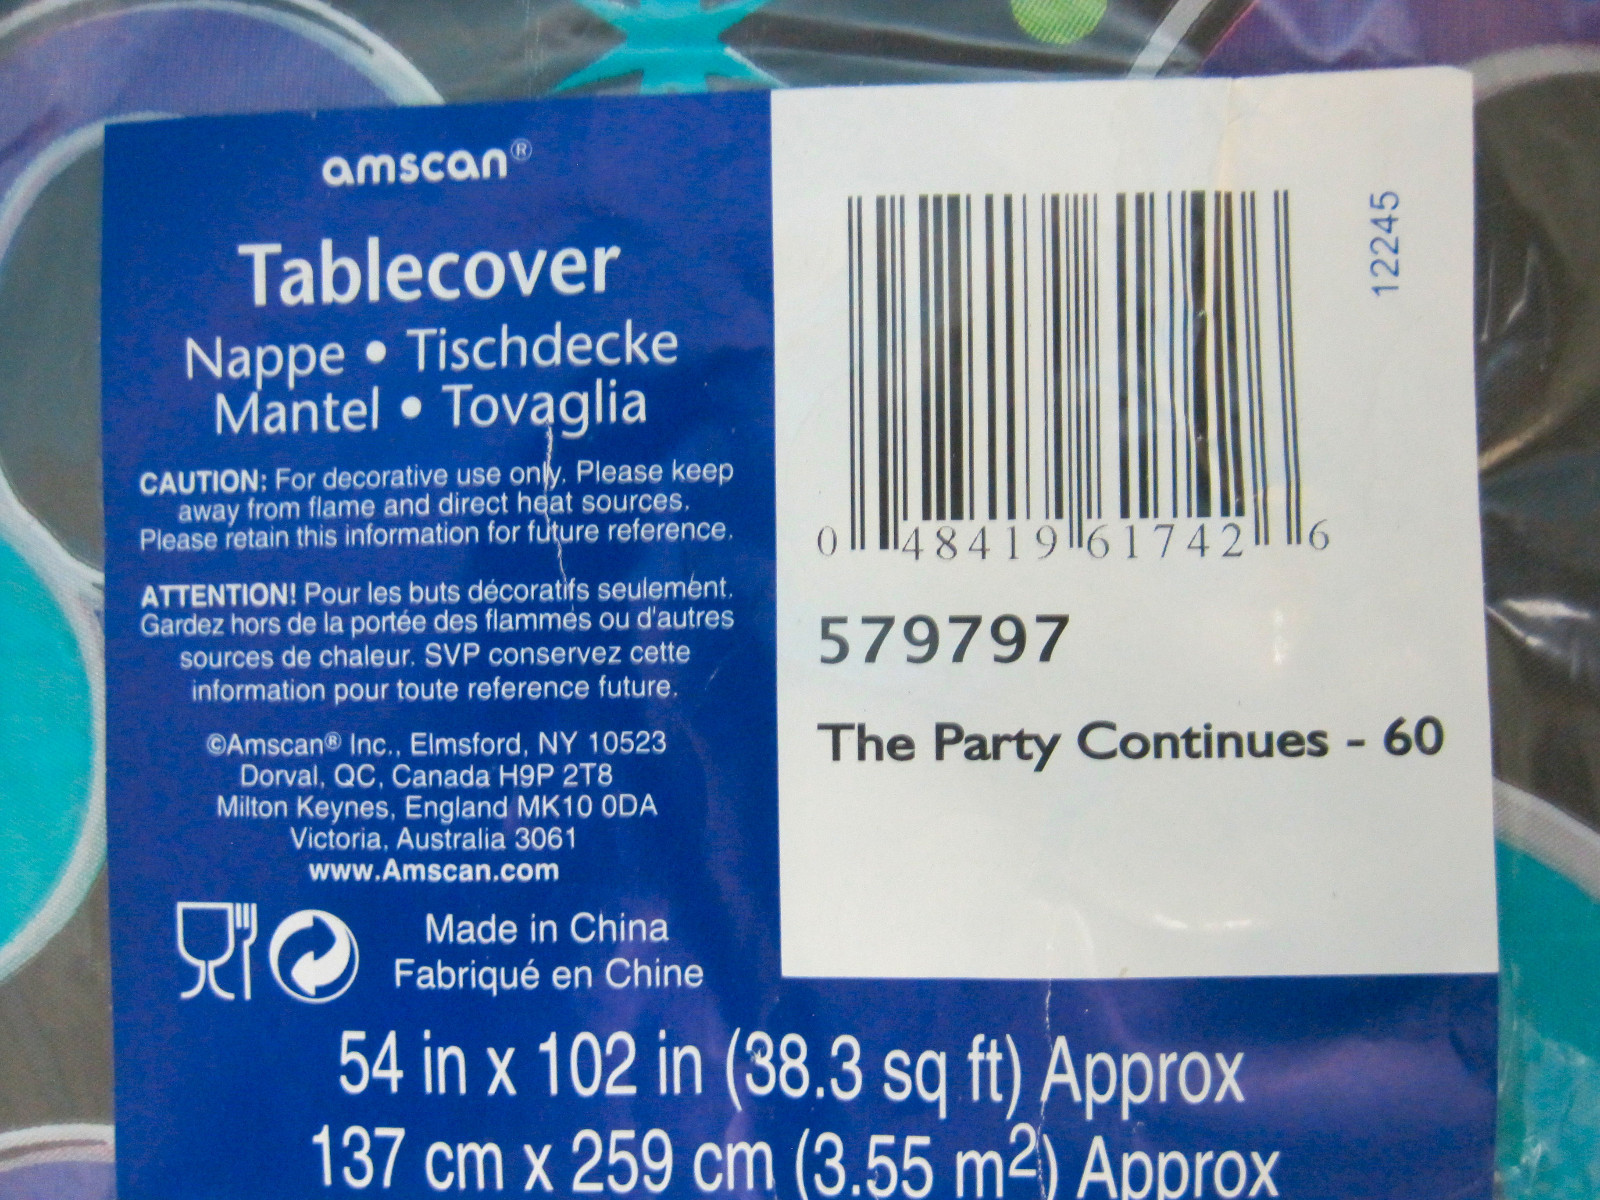 amscan®
Tablecover
Nappe • Tischdecke
Mantel • Tovaglia
CAUTION: For decorative use only. Please keep
away from flame and direct heat sources.
Please retain this information for future reference.
ATTENTION! Pour les buts décoratifs seulement.
Gardez hors de la portée des flammes ou d'autres
sources de chaleur. SVP conservez cette
information pour toute reference future.
©Amscan® Inc., Elmsford, NY 10523
Dorval, QC, Canada H9P 2T8
Milton Keynes, England MK10 0DA
Victoria, Australia 3061
www.Amscan.com
Made in China
Fabriqué en Chine
12245
0 48419 61742 6
579797
The Party Continues - 60
54 in x 102 in (38.3 sq ft) Approx
137 cm x 259 cm (3.55 m²) Approx